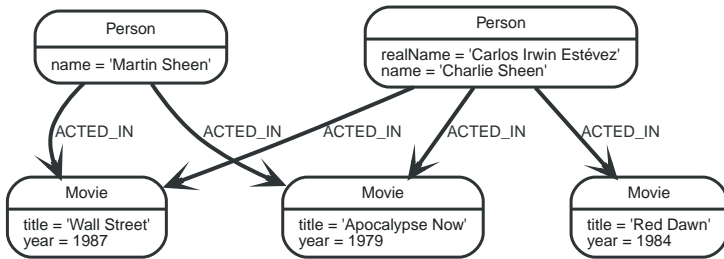 Person
name = 'Martin Sheen'
Person
realName = 'Carlos Irwin Estévez'
name = 'Charlie Sheen'
ACTED_IN
ACTED_IN
ACTED_IN
ACTED_IN
ACTED_IN
Movie
title = 'Wall Street'
year = 1987
Movie
title = 'Apocalypse Now'
year = 1979
Movie
title = 'Red Dawn'
year = 1984